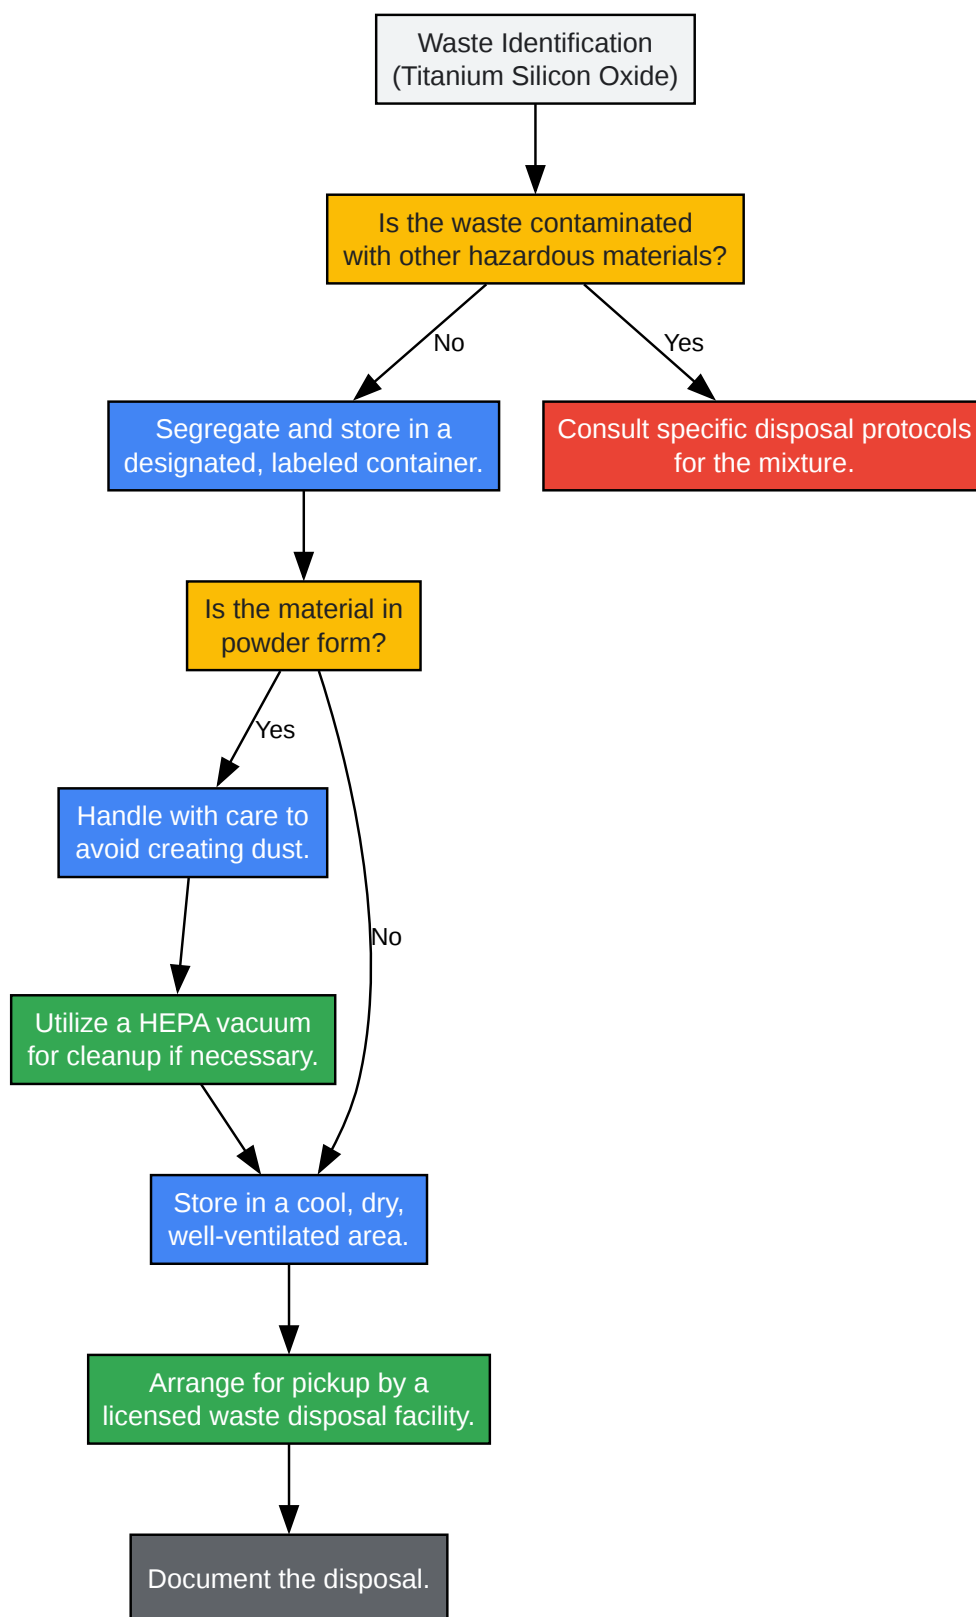 Waste Identification
(Titanium Silicon Oxide)
Is the waste contaminated
with other hazardous materials?
No
Yes
Segregate and store in a
designated, labeled container.
Consult specific disposal protocols
for the mixture.
Is the material in
powder form?
Yes
Handle with care to
avoid creating dust.
No
Utilize a HEPA vacuum
for cleanup if necessary.
Store in a cool, dry,
well-ventilated area.
Arrange for pickup by a
licensed waste disposal facility.
Document the disposal.